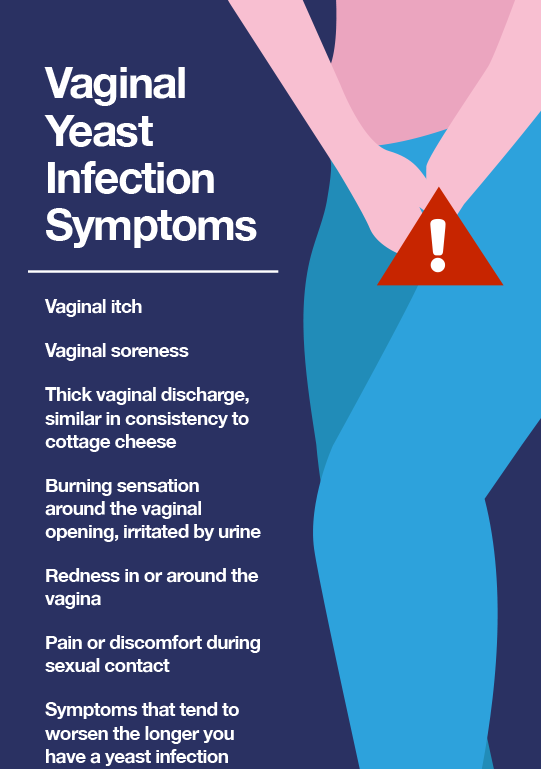 Vaginal
Yeast
Infection
Symptoms
Vaginal itch
Vaginal soreness
Thick vaginal discharge,
similar in consistency to
cottage cheese
Burning sensation
around the vaginal
opening, irritated by urine
Redness in or around the
vagina
Pain or discomfort during
sexual contact
Symptoms that tend to
worsen the longer you
have a yeast infection
!